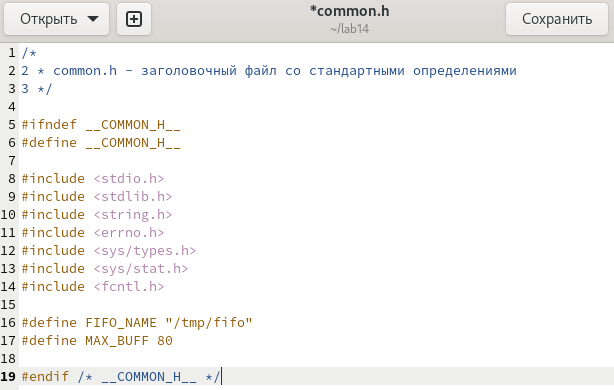 Открыть
*common.h
~/lab14
Сохранить
1 /*
2 2 * common.h - заголовочный файл со стандартными определениями
3 3 */
4
5 #ifndef __COMMON_H__
6 #define __COMMON_H__
7
8 #include <stdio.h>
9 #include <stdlib.h>
10 #include <string.h>
11 #include <errno.h>
12 #include <sys/types.h>
13 #include <sys/stat.h>
14 #include <fcntl.h>
15
16 #define FIFO_NAME "/tmp/fifo"
17 #define MAX_BUFF 80
18
19 #endif /* __COMMON_H__ */